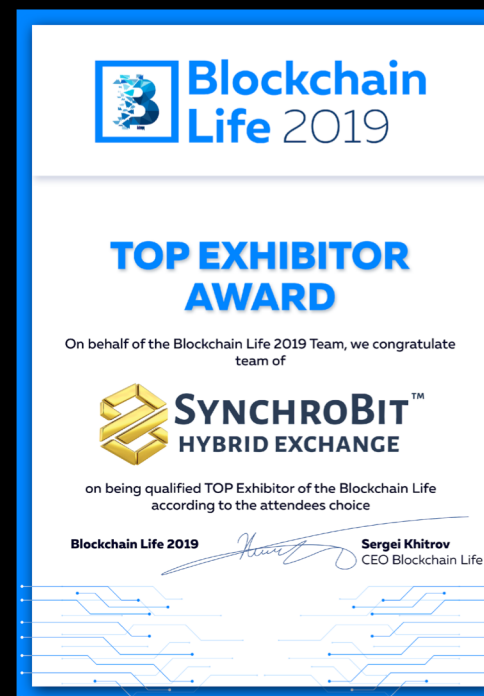 Blockchain
Life 2019
TOP EXHIBITOR
AWARD
On behalf of the Blockchain Life 2019 Team, we congratulate
team of
SYNCHROBIT™
HYBRID EXCHANGE
on being qualified TOP Exhibitor of the Blockchain Life
according to the attendees choice
Blockchain Life 2019
Sergei Khitrov
CEO Blockchain Life